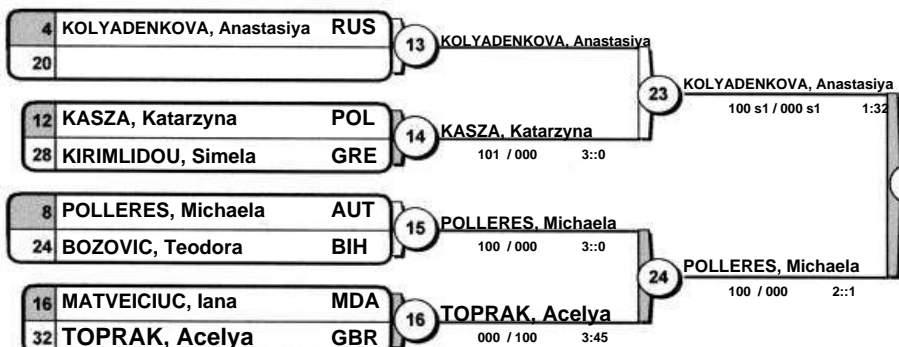 4 KOLYADENKOVA, Anastasiya RUS
20
13 KOLYADENKOVA, Anastasiya
12 KASZA, Katarzyna POL
28 KIRIMLIDOU, Simela GRE
14 KASZA, Katarzyna
101 / 000 3::0
23 KOLYADENKOVA, Anastasiya
100 s1 / 000 s1 1:32
8 POLLERES, Michaela AUT
24 BOZOVIC, Teodora BIH
15 POLLERES, Michaela
100 / 000 3::0
16 MATVEICIUC, Iana MDA
32 TOPRAK, Acelya GBR
16 TOPRAK, Acelya
000 / 100 3:45
24 POLLERES, Michaela
100 / 000 2::1